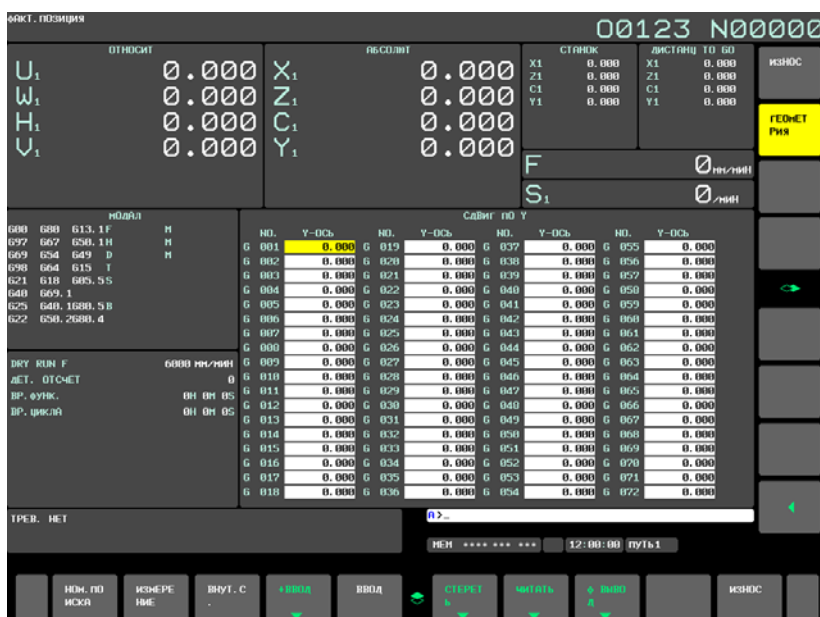 ФАКТ. ПОЗИЦИЯ
O0123 N00000
ОТНОСИТ
U1 0.000
W1 0.000
H1 0.000
V1 0.000
АБСОЛЮТ
X1 0.000
Z1 0.000
C1 0.000
Y1 0.000
СТАНОК
X1 0.000
Z1 0.000
C1 0.000
Y1 0.000
ДИСТАНЦ TO GO
X1 0.000
Z1 0.000
C1 0.000
Y1 0.000
F 0 ММ/МИН
S1 0 /МИН
ИЗНОС
ГЕОМЕТ
РИЯ
МОДАЛ
G00 G80 G13.1 F M
G97 G67 G50.1 H M
G69 G54 G49 D M
G98 G64 G15 T
G21 G18 G05.5 S
G40 G69.1
G25 G40.1 G80.5 B
G22 G50.2 G80.4
DRY RUN F 6000 ММ/МИН
ДЕТ. ОТСЧЕТ 0
ВР. ФУНК. 0H 0M 0S
ВР. ЦИКЛА 0H 0M 0S
СДВИГ ПО Y
NO. Y-ОСЬ NO. Y-ОСЬ NO. Y-ОСЬ NO. Y-ОСЬ
G 001 0.000 G 019 0.000 G 037 0.000 G 055 0.000
G 002 0.000 G 020 0.000 G 038 0.000 G 056 0.000
G 003 0.000 G 021 0.000 G 039 0.000 G 057 0.000
G 004 0.000 G 022 0.000 G 040 0.000 G 058 0.000
G 005 0.000 G 023 0.000 G 041 0.000 G 059 0.000
G 006 0.000 G 024 0.000 G 042 0.000 G 060 0.000
G 007 0.000 G 025 0.000 G 043 0.000 G 061 0.000
G 008 0.000 G 026 0.000 G 044 0.000 G 062 0.000
G 009 0.000 G 027 0.000 G 045 0.000 G 063 0.000
G 010 0.000 G 028 0.000 G 046 0.000 G 064 0.000
G 011 0.000 G 029 0.000 G 047 0.000 G 065 0.000
G 012 0.000 G 030 0.000 G 048 0.000 G 066 0.000
G 013 0.000 G 031 0.000 G 049 0.000 G 067 0.000
G 014 0.000 G 032 0.000 G 050 0.000 G 068 0.000
G 015 0.000 G 033 0.000 G 051 0.000 G 069 0.000
G 016 0.000 G 034 0.000 G 052 0.000 G 070 0.000
G 017 0.000 G 035 0.000 G 053 0.000 G 071 0.000
G 018 0.000 G 036 0.000 G 054 0.000 G 072 0.000
ТРЕВ. НЕТ
A>_
MEM **** *** *** 12:00:00 ПУТЬ1
НОМ. ПО
ИСКА
ИЗМЕРЕ
НИЕ
ВНУТ. С
.
+ВВОД
ВВОД
СТЕРЕТ
Ь
ЧИТАТЬ
Ф ВЫВО
Д
ИЗНОС